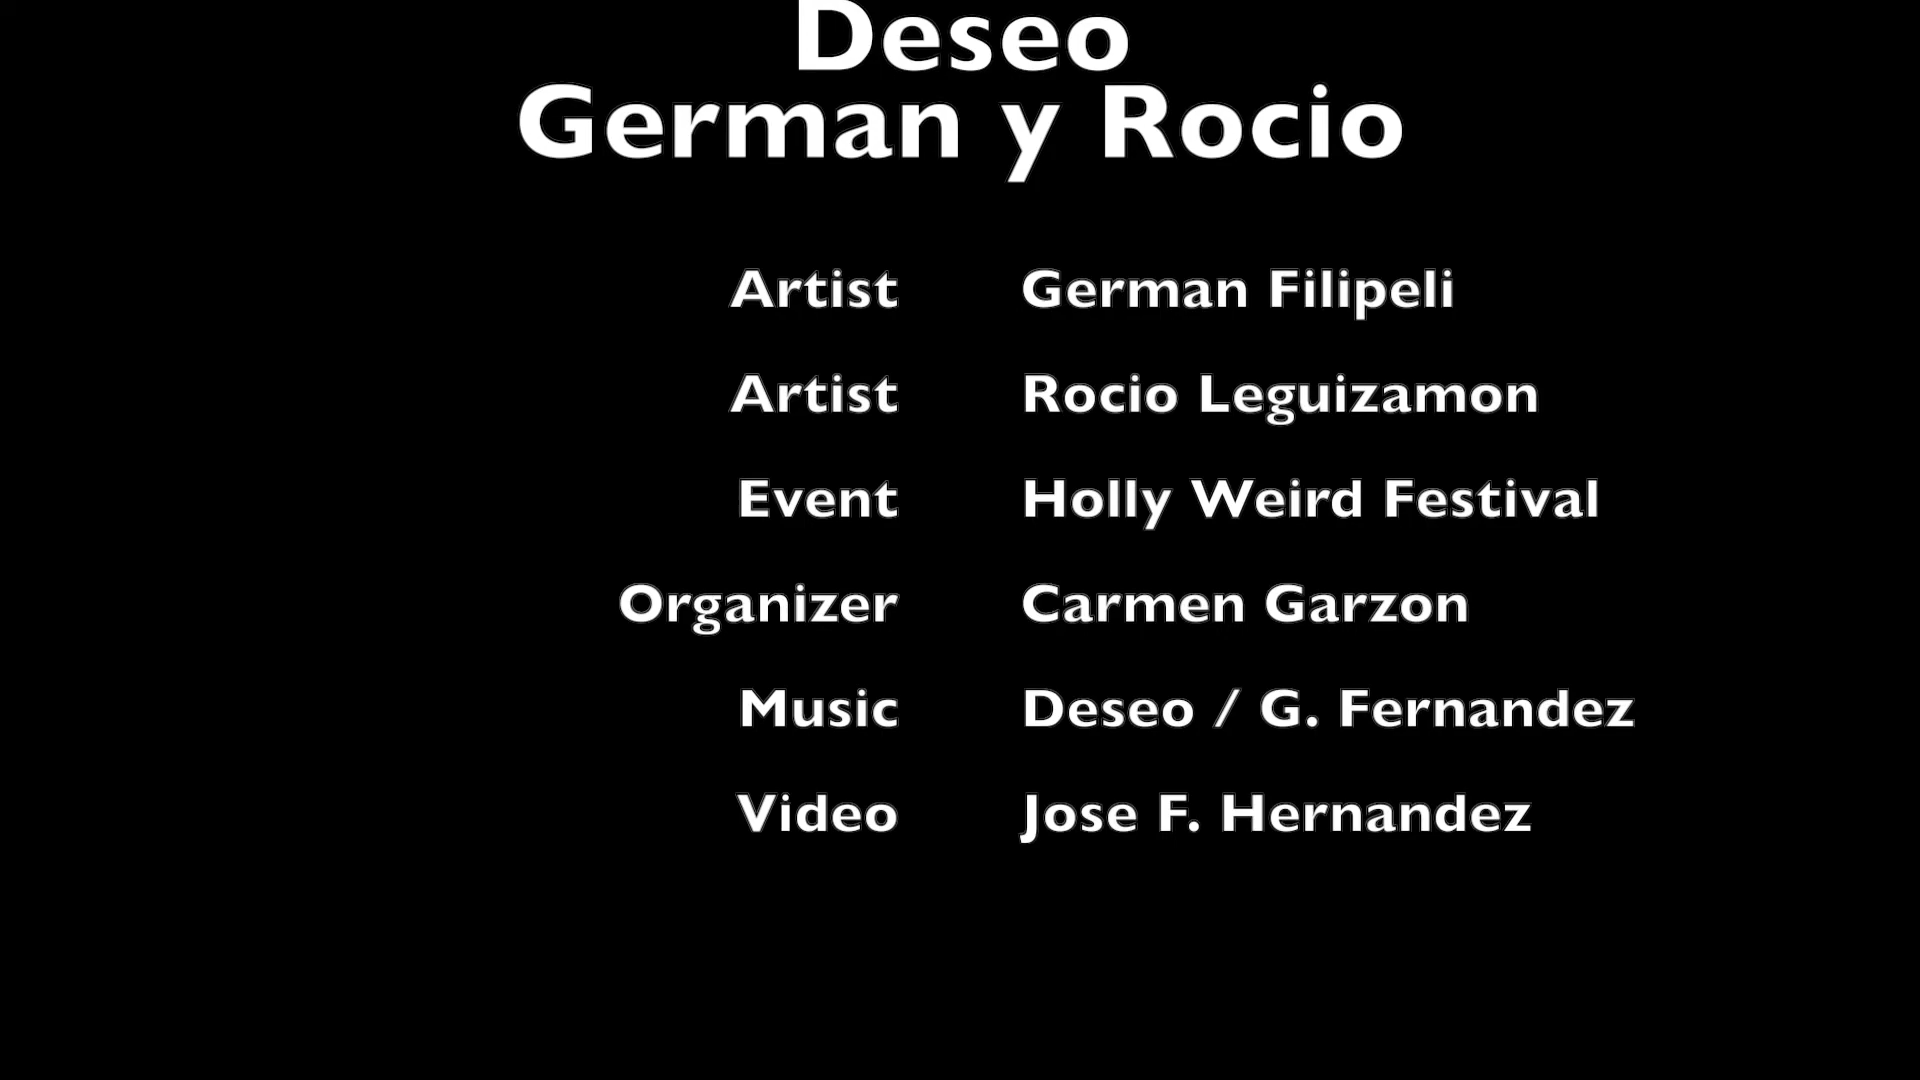 Deseo
German y Rocio
Artist German Filipeli
Artist Rocio Leguizamon
Event Holly Weird Festival
Organizer Carmen Garzon
Music Deseo / G. Fernandez
Video Jose F. Hernandez